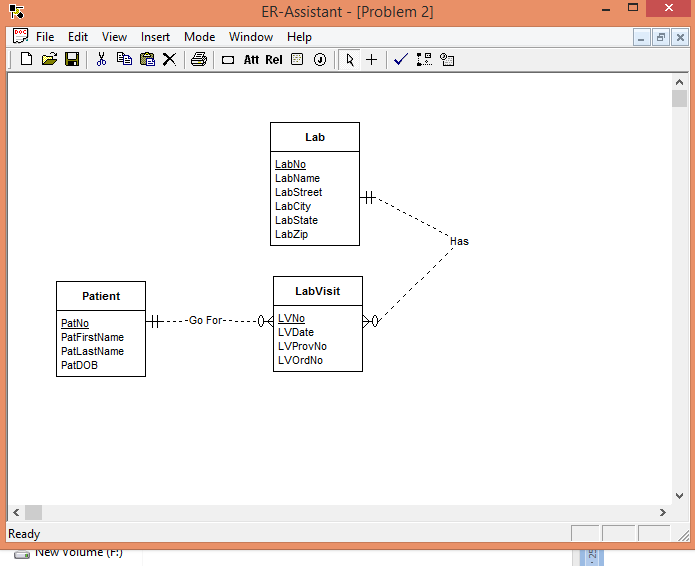 ER-Assistant - [Problem 2]
DOC File Edit View Insert Mode Window Help
Att Rel J
Lab
LabNo
LabName
LabStreet
LabCity
LabState
LabZip
Has
Patient
PatNo
PatFirstName
PatLastName
PatDOB
Go For
LabVisit
LVNo
LVDate
LVProvNo
LVOrdNo
Ready
New Volume (F:)